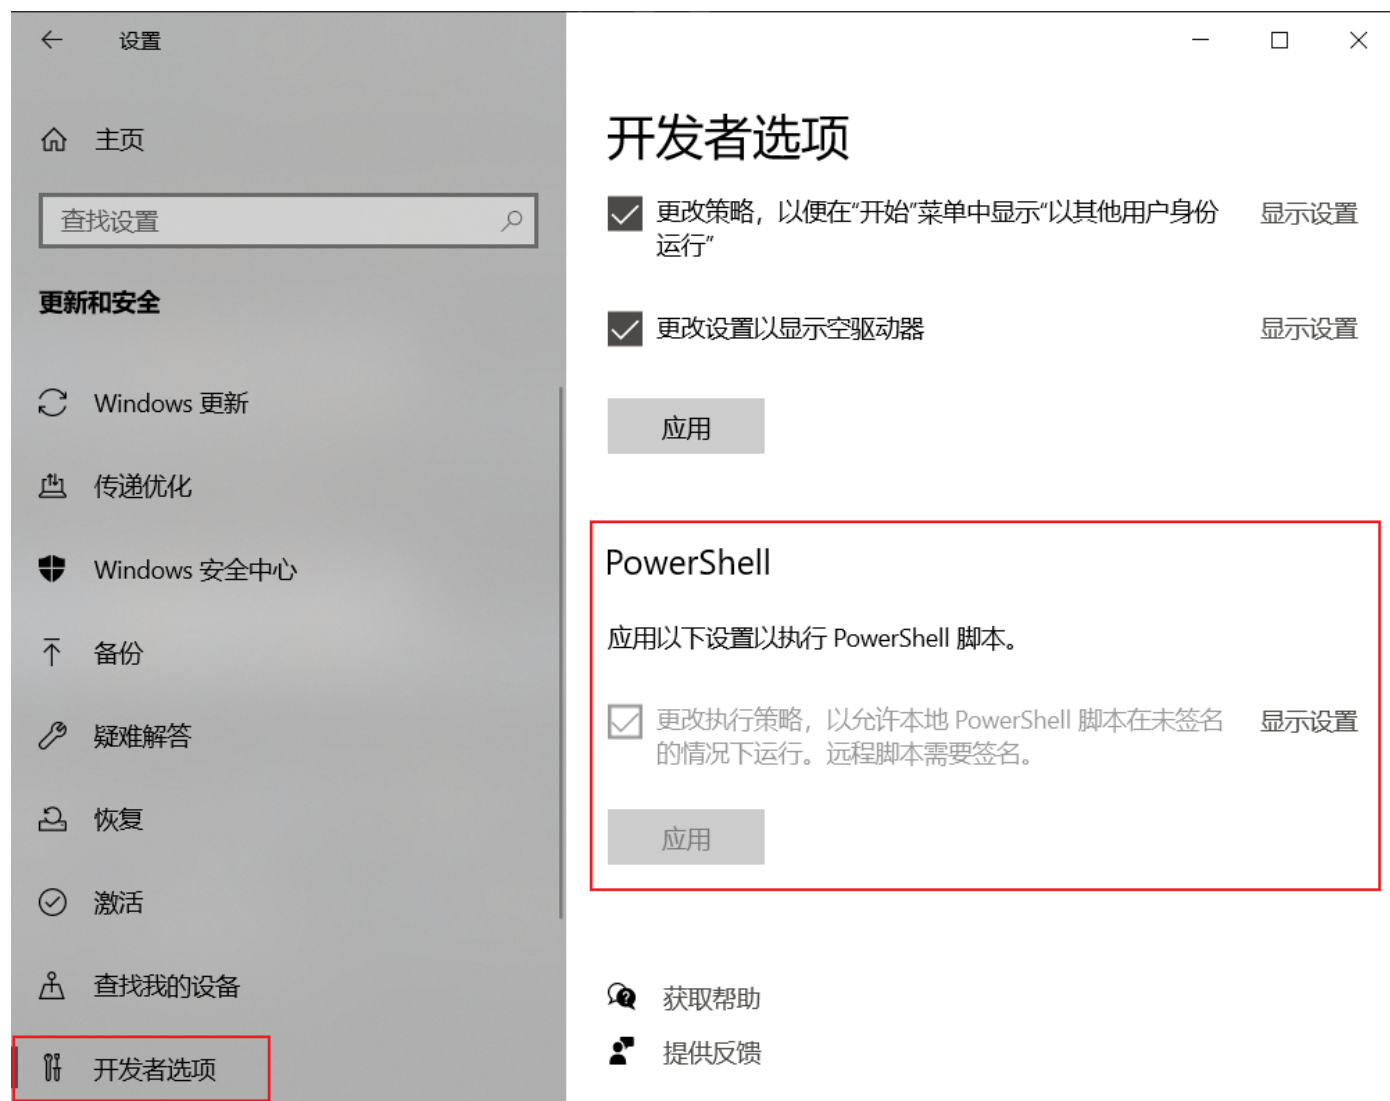 设置
主页
查找设置
更新和安全
Windows 更新
传递优化
Windows 安全中心
备份
疑难解答
恢复
激活
查找我的设备
开发者选项
开发者选项
更改策略，以便在“开始”菜单中显示“以其他用户身份
运行”
显示设置
更改设置以显示空驱动器
显示设置
应用
PowerShell
应用以下设置以执行 PowerShell 脚本。
更改执行策略，以允许本地 PowerShell 脚本在未签名
的情况下运行。远程脚本需要签名。
显示设置
应用
获取帮助
提供反馈